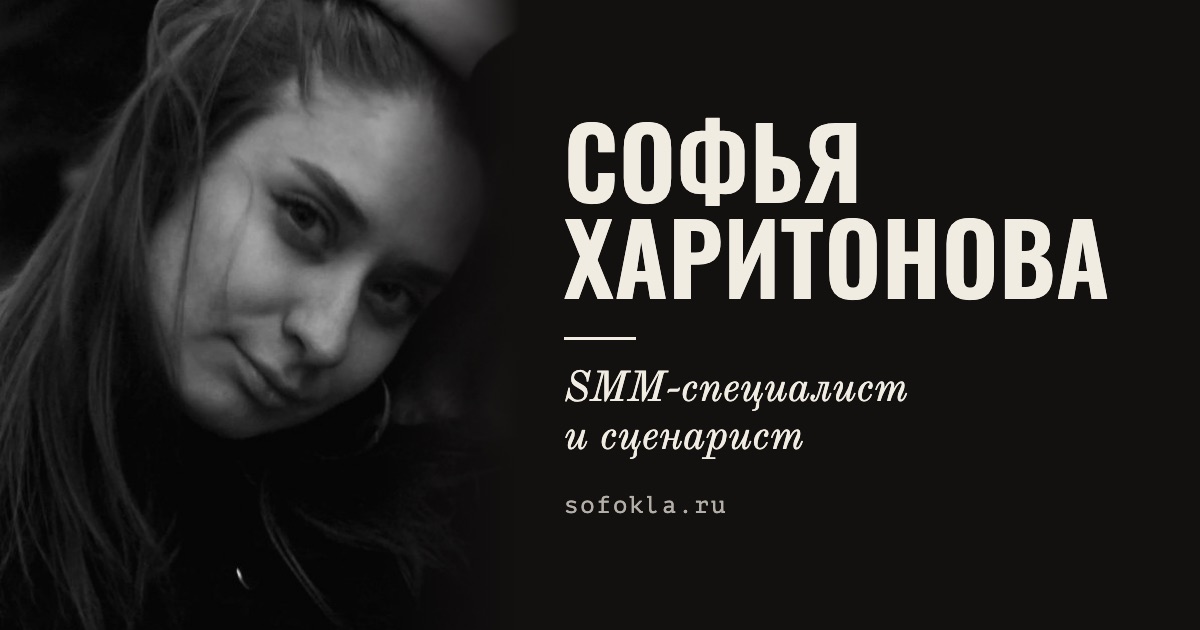 СОФЬЯ
ХАРИТОНОВА
SMM-специалист
и сценарист
sofokla.ru